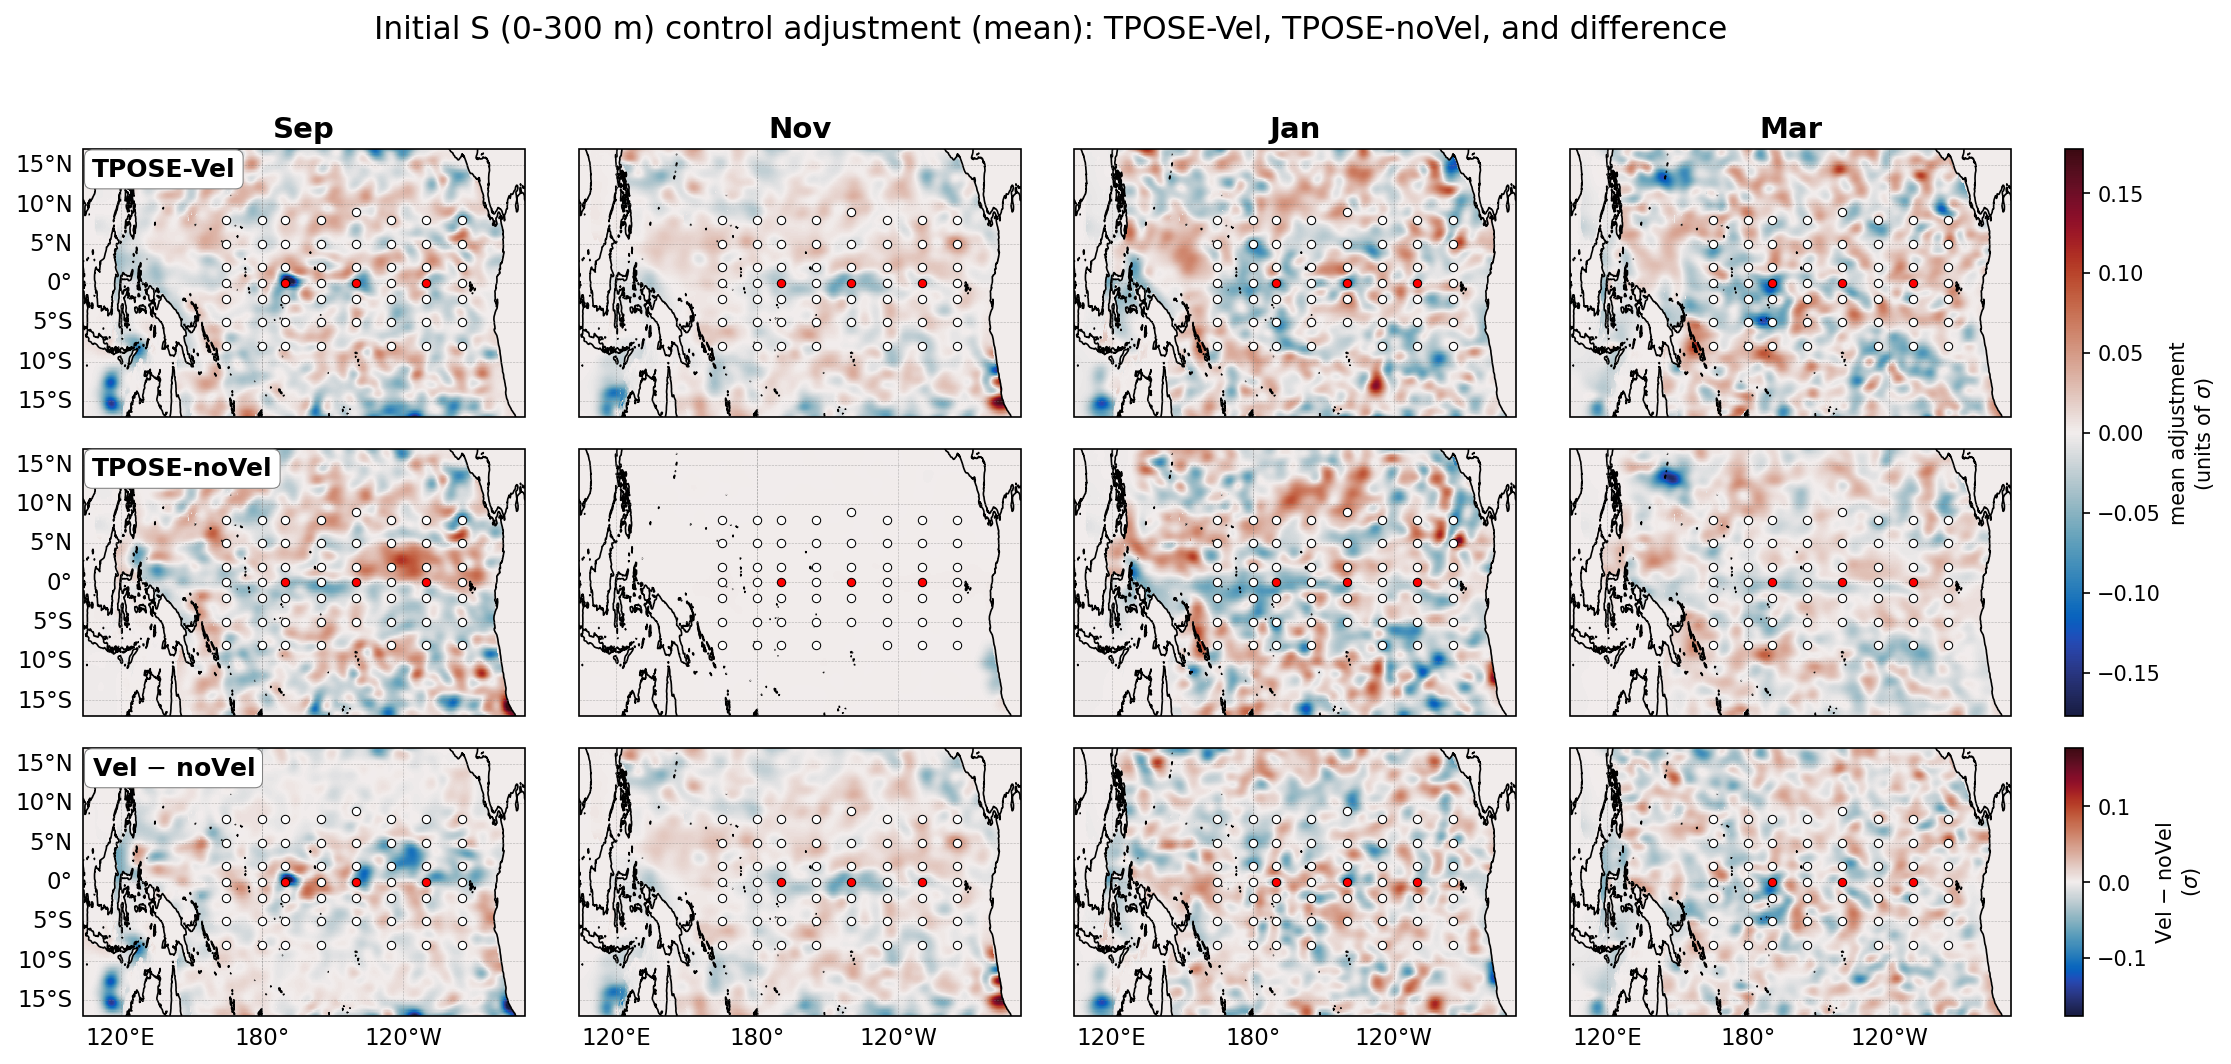 Initial S (0-300 m) control adjustment (mean): TPOSE-Vel, TPOSE-noVel, and difference
Sep
Nov
Jan
Mar
TPOSE-Vel
15°N
10°N
5°N
0°
5°S
10°S
15°S
TPOSE-noVel
15°N
10°N
5°N
0°
5°S
10°S
15°S
Vel − noVel
15°N
10°N
5°N
0°
5°S
10°S
15°S
120°E
180°
120°W
120°E
180°
120°W
120°E
180°
120°W
120°E
180°
120°W
0.15
0.10
0.05
0.00
−0.05
−0.10
−0.15
mean adjustment
(units of σ)
0.1
0.0
−0.1
Vel − noVel
(σ)